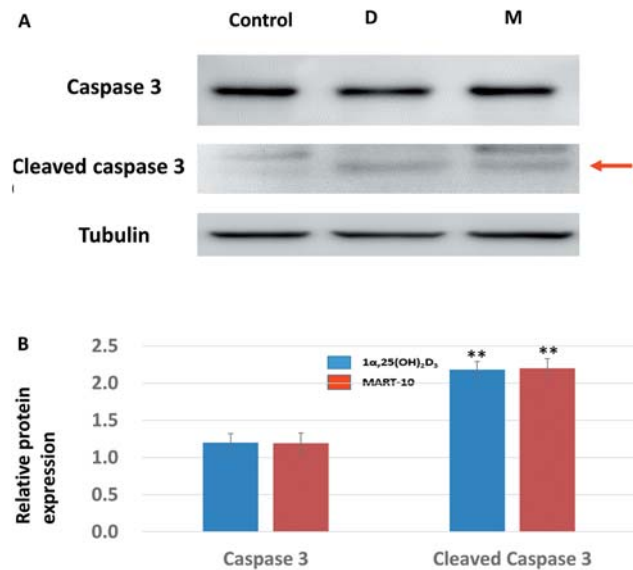 A
Control D M
Caspase 3
Cleaved caspase 3
Tubulin
B
Relative protein
expression
2.5
2.0
1.5
1.0
0.5
0.0
1α,25(OH)₂D₃
MART-10
** **
Caspase 3 Cleaved Caspase 3